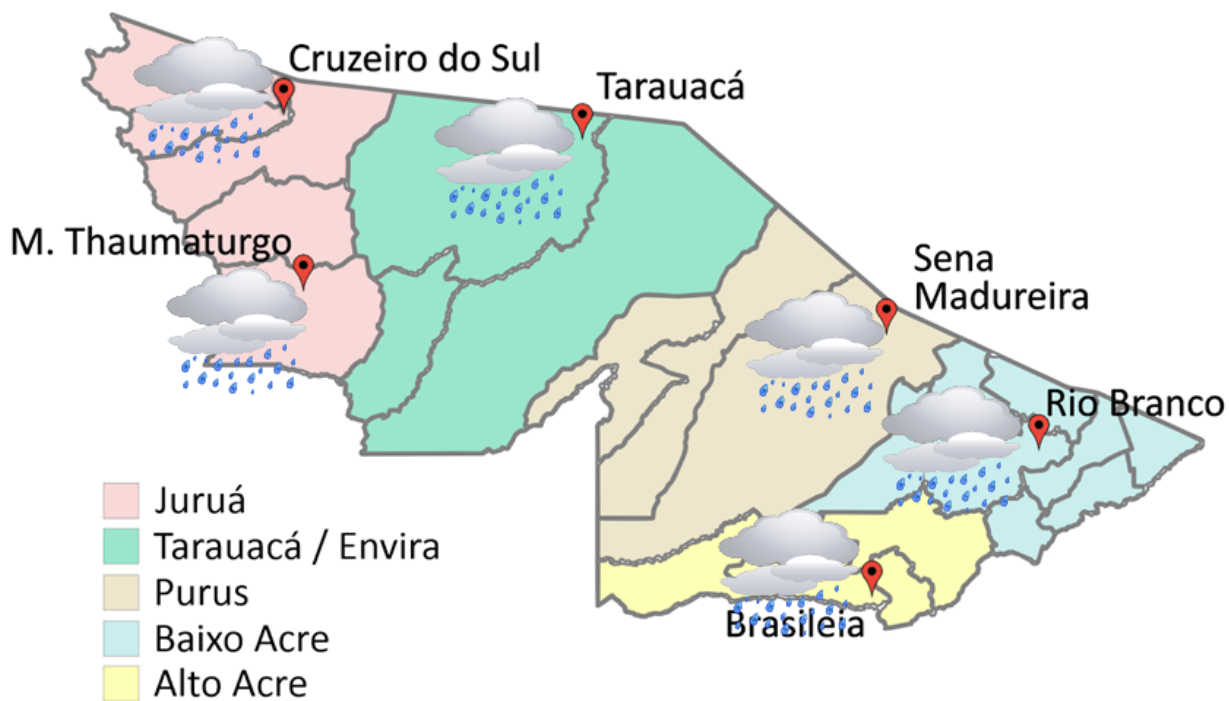 Cruzeiro do Sul
Tarauacá
M. Thaumaturgo
Sena
Madureira
Rio Branco
Brasileia
Juruá
Tarauacá / Envira
Purus
Baixo Acre
Alto Acre